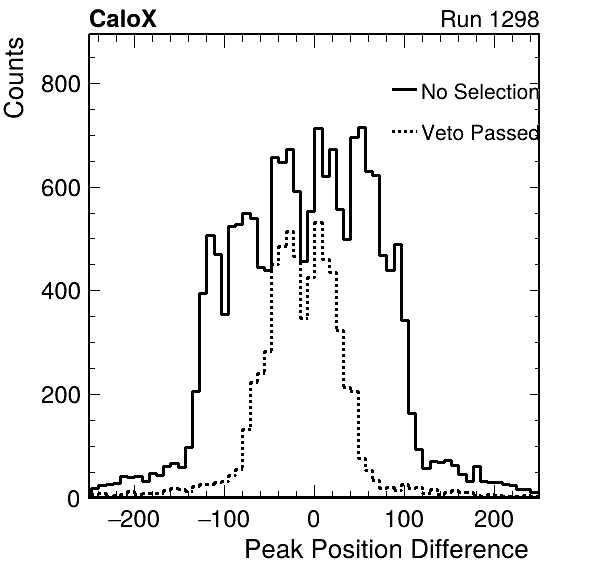 CaloX Run 1298
Counts
800
600
400
200
0
No Selection
Veto Passed
−200 −100 0 100 200
Peak Position Difference